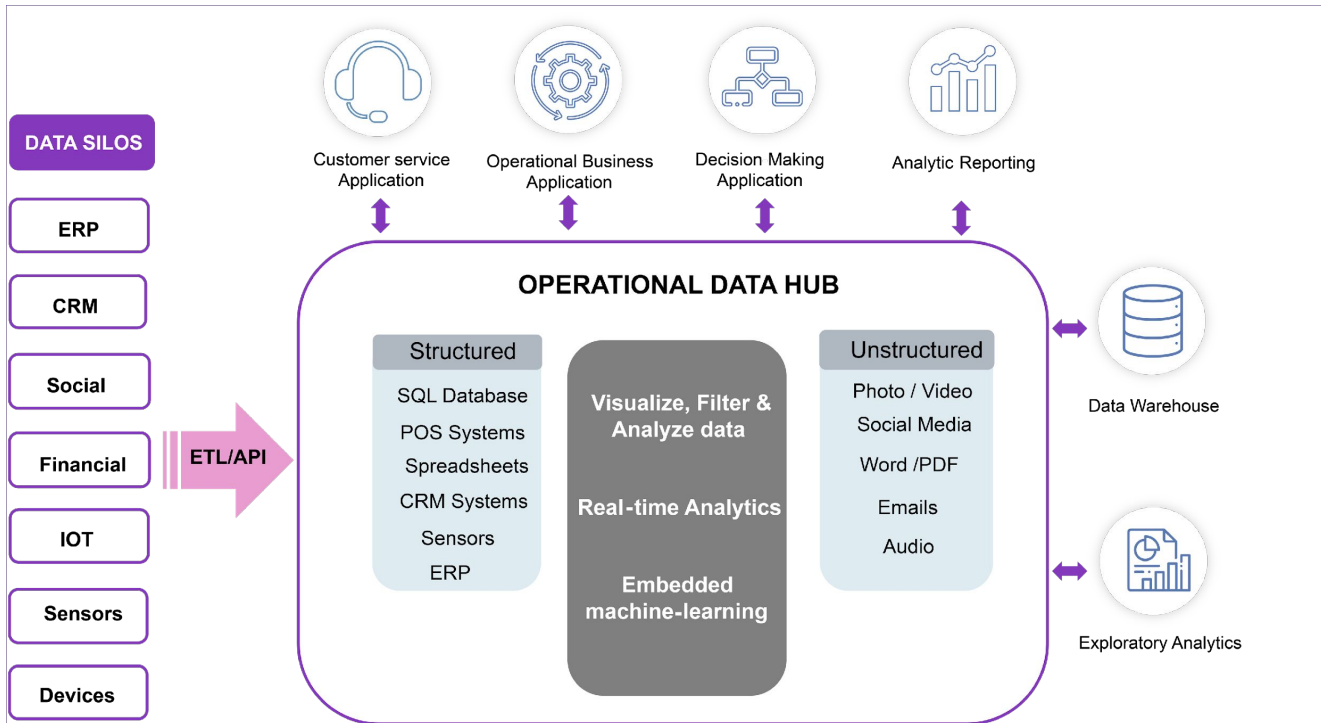 DATA SILOS
ERP
CRM
Social
Financial
IOT
Sensors
Devices
ETL/API
Customer service
Application
Operational Business
Application
Decision Making
Application
Analytic Reporting
OPERATIONAL DATA HUB
Structured
SQL Database
POS Systems
Spreadsheets
CRM Systems
Sensors
ERP
Visualize, Filter &
Analyze data
Real-time Analytics
Embedded
machine-learning
Unstructured
Photo / Video
Social Media
Word /PDF
Emails
Audio
Data Warehouse
Exploratory Analytics